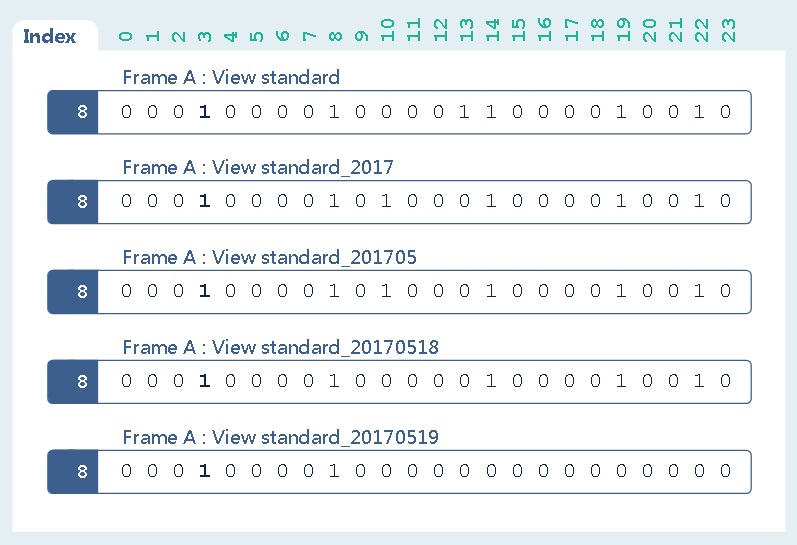 Index 0 1 2 3 4 5 6 7 8 9 10 11 12 13 14 15 16 17 18 19 20 21 22 23
Frame A : View standard
8 0 0 0 1 0 0 0 0 1 0 0 0 0 1 1 0 0 0 0 1 0 0 1 0
Frame A : View standard_2017
8 0 0 0 1 0 0 0 0 1 0 1 0 0 0 1 0 0 0 0 1 0 0 1 0
Frame A : View standard_201705
8 0 0 0 1 0 0 0 0 1 0 1 0 0 0 1 0 0 0 0 1 0 0 1 0
Frame A : View standard_20170518
8 0 0 0 1 0 0 0 0 1 0 0 0 0 0 1 0 0 0 0 1 0 0 1 0
Frame A : View standard_20170519
8 0 0 0 1 0 0 0 0 1 0 0 0 0 0 0 0 0 0 0 0 0 0 0 0